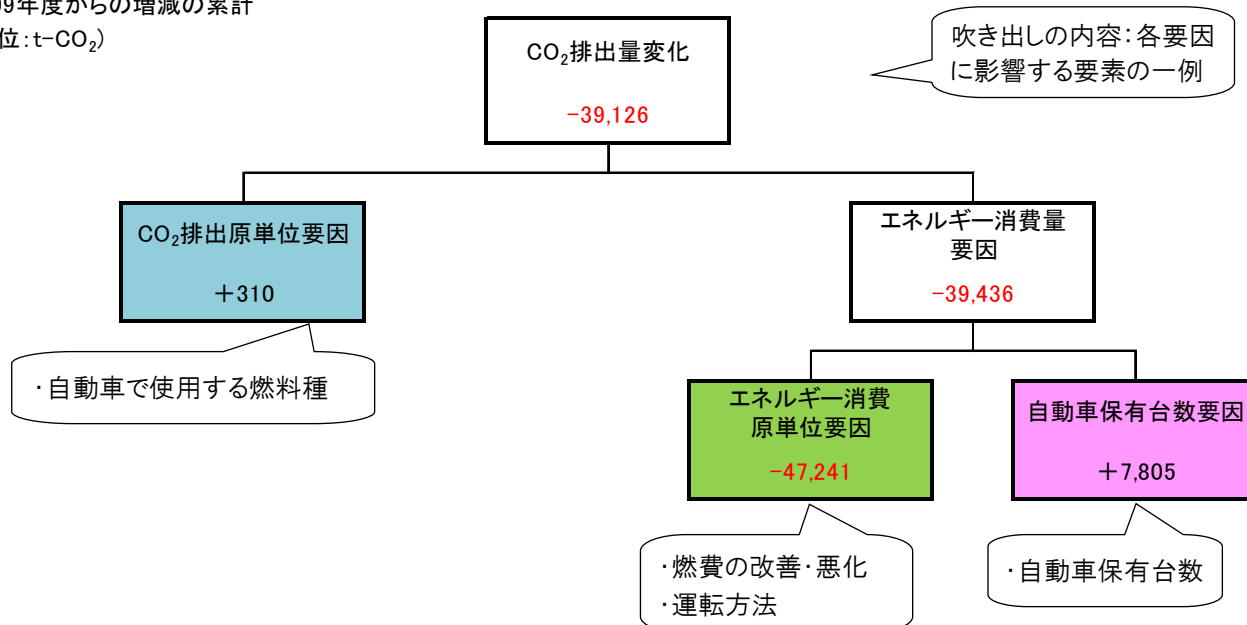 09年度からの増減の累計
位:t-CO₂)
CO₂排出量変化
-39,126
吹き出しの内容:各要因
に影響する要素の一例
CO₂排出原単位要因
+310
エネルギー消費量
要因
-39,436
・自動車で使用する燃料種
エネルギー消費
原単位要因
-47,241
自動車保有台数要因
+7,805
・燃費の改善・悪化
・運転方法
・自動車保有台数